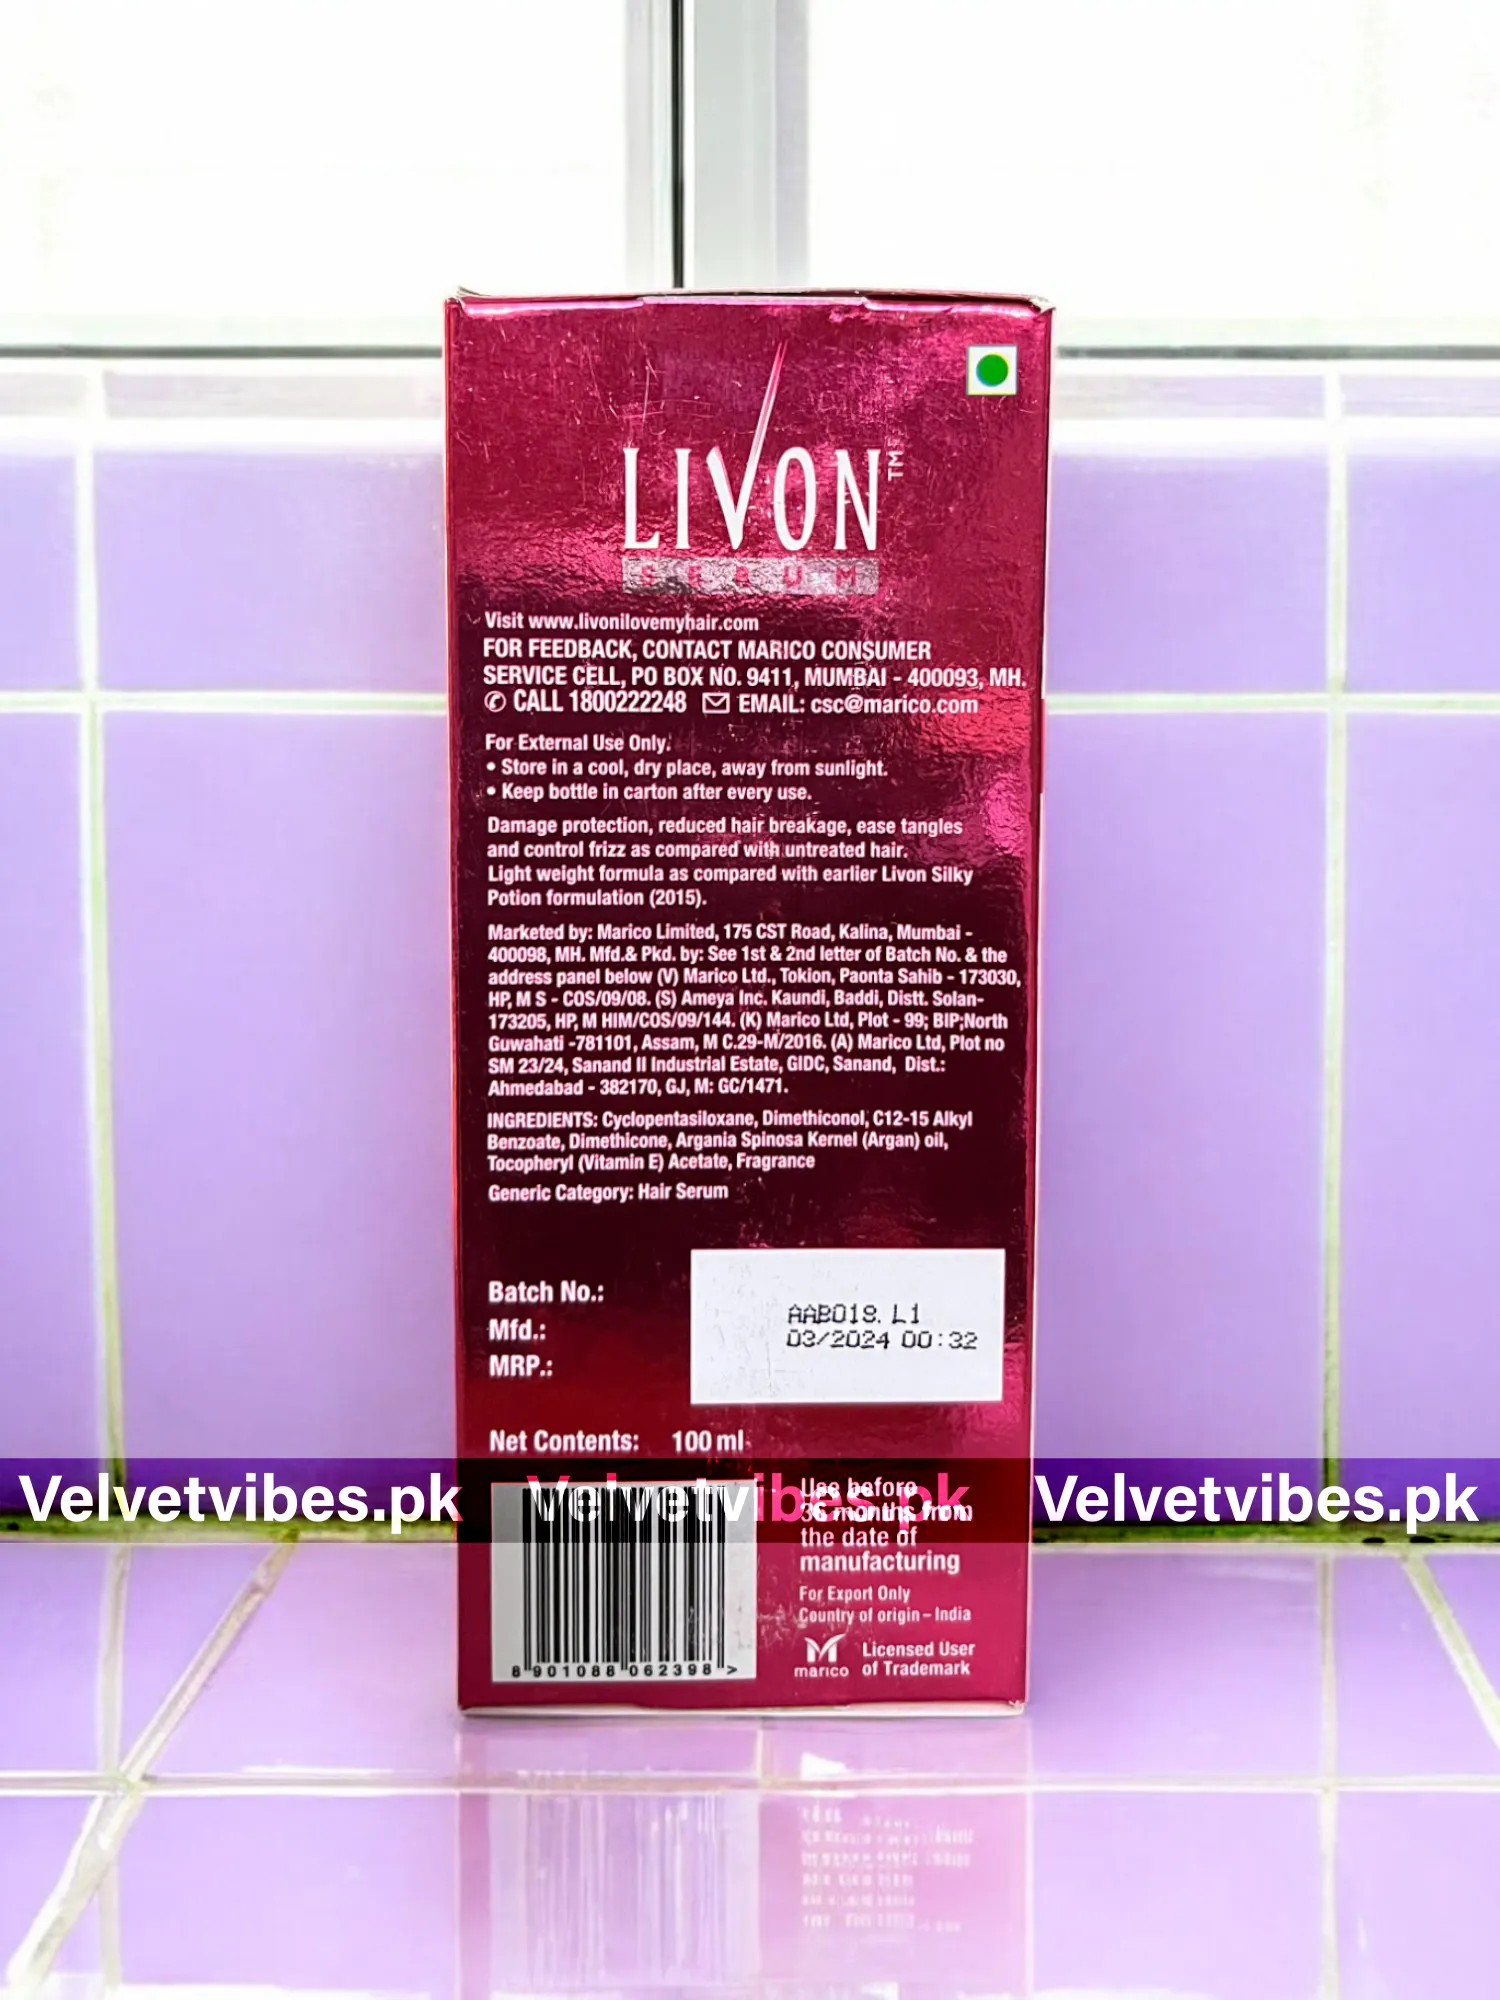 LIVON™
SERUM
Visit www.livonilovemyhair.com
FOR FEEDBACK, CONTACT MARICO CONSUMER
SERVICE CELL, PO BOX NO. 9411, MUMBAI - 400093, MH.
✆ CALL 1800222248 ✉ EMAIL: csc@marico.com
For External Use Only.
• Store in a cool, dry place, away from sunlight.
• Keep bottle in carton after every use.
Damage protection, reduced hair breakage, ease tangles
and control frizz as compared with untreated hair.
Light weight formula as compared with earlier Livon Silky
Potion formulation (2015).
Marketed by: Marico Limited, 175 CST Road, Kalina, Mumbai -
400098, MH. Mfd.& Pkd. by: See 1st & 2nd letter of Batch No. & the
address panel below (V) Marico Ltd., Tokion, Paonta Sahib - 173030,
HP, M S - COS/09/08. (S) Ameya Inc. Kaundi, Baddi, Distt. Solan-
173205, HP, M HIM/COS/09/144. (K) Marico Ltd, Plot - 99; BIP;North
Guwahati -781101, Assam, M C.29-M/2016. (A) Marico Ltd, Plot no
SM 23/24, Sanand II Industrial Estate, GIDC, Sanand, Dist.:
Ahmedabad - 382170, GJ, M: GC/1471.
INGREDIENTS: Cyclopentasiloxane, Dimethiconol, C12-15 Alkyl
Benzoate, Dimethicone, Argania Spinosa Kernel (Argan) oil,
Tocopheryl (Vitamin E) Acetate, Fragrance
Generic Category: Hair Serum
Batch No.:
AAB018. L1
Mfd.:
03/2024 00:32
MRP.:
Net Contents: 100 ml
Velvetvibes.pk Velvetvibes.pk Velvetvibes.pk
Use before
36 months from
the date of
manufacturing
For Export Only
Country of origin – India
marico
Licensed User
of Trademark
8 901088 062398 >